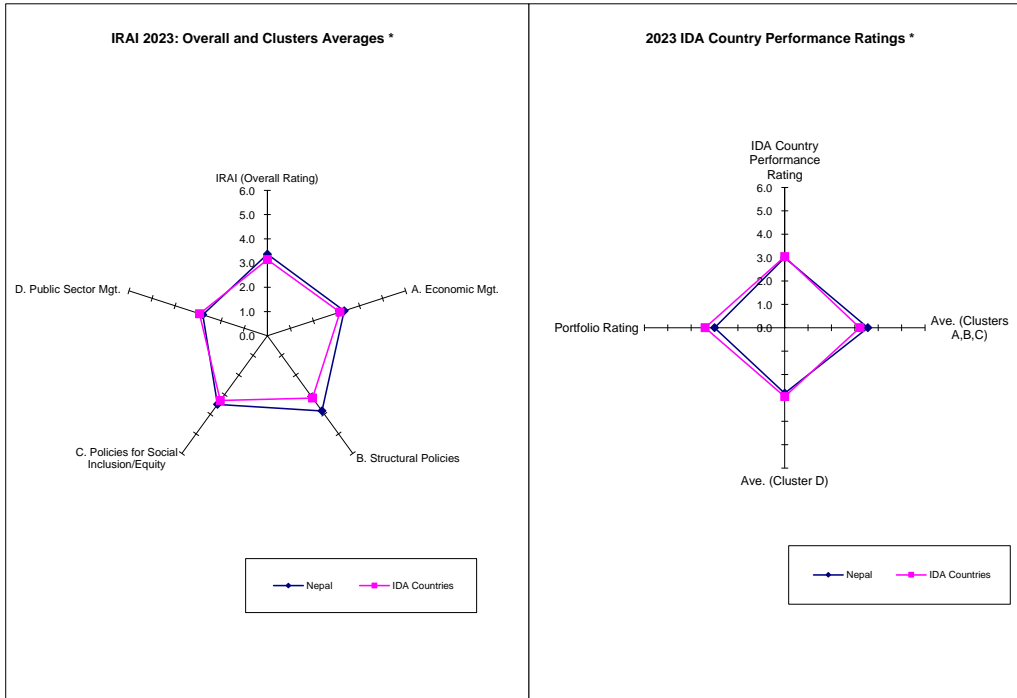 IRAI 2023: Overall and Clusters Averages *
IRAI (Overall Rating)
6.0
5.0
4.0
3.0
2.0
1.0
0.0
A. Economic Mgt.
B. Structural Policies
C. Policies for Social
Inclusion/Equity
D. Public Sector Mgt.
Nepal
IDA Countries
2023 IDA Country Performance Ratings *
IDA Country
Performance
Rating
6.0
5.0
4.0
3.0
2.0
1.0
0.0
Ave. (Clusters
A,B,C)
Ave. (Cluster D)
Portfolio Rating
Nepal
IDA Countries